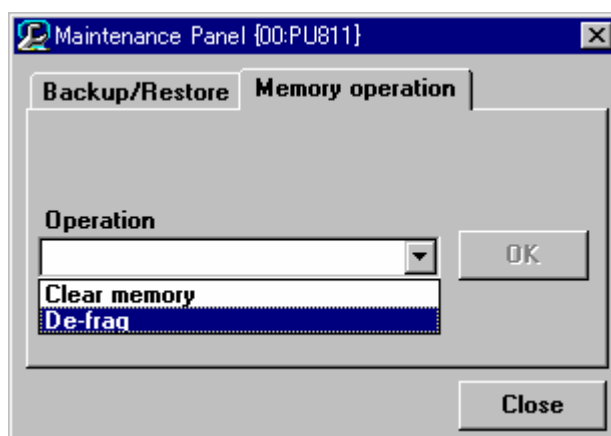 Maintenance Panel {00:PU811}
Backup/Restore
Memory operation
Operation
OK
Clear memory
De-frag
Close